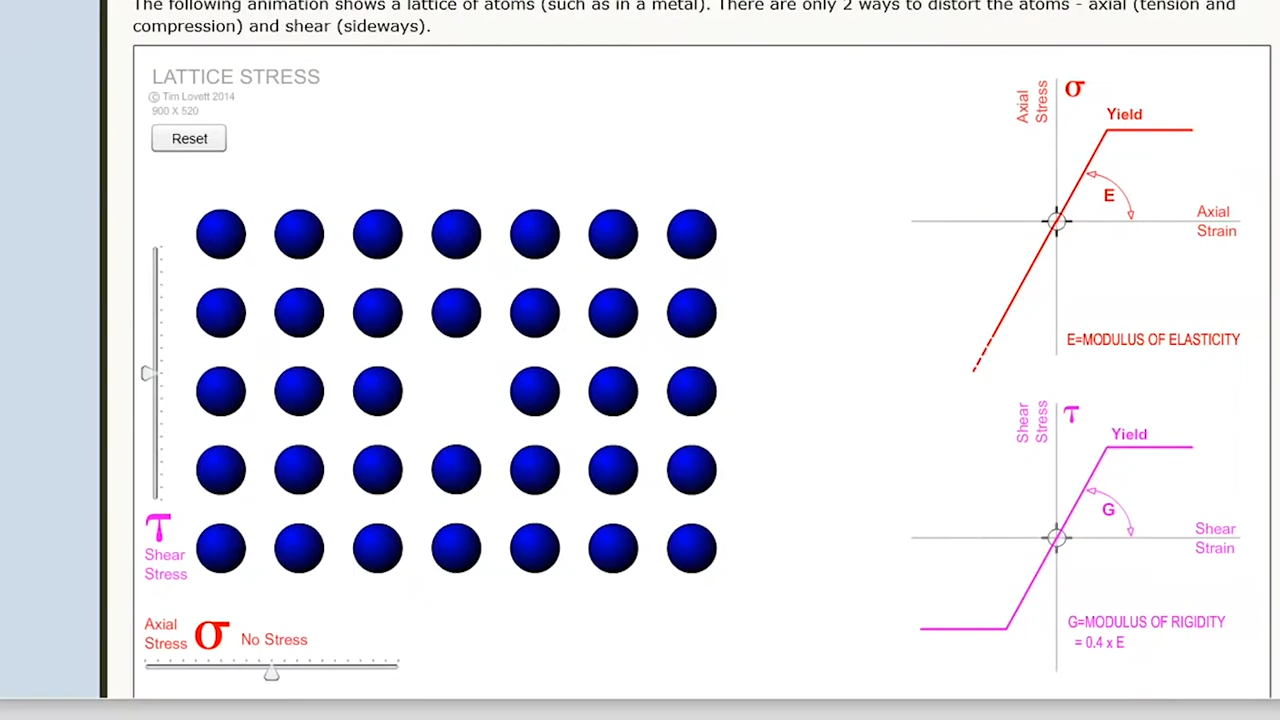 The following animation shows a lattice of atoms (such as in a metal). There are only 2 ways to distort the atoms - axial (tension and
compression) and shear (sideways).
LATTICE STRESS
© Tim Lovett 2014
900 X 520
Reset
Axial
Stress
σ
Yield
E
Axial
Strain
E=MODULUS OF ELASTICITY
Shear
Stress
τ
Yield
G
Shear
Strain
G=MODULUS OF RIGIDITY
= 0.4 x E
τ
Shear
Stress
Axial
Stress
σ
No Stress